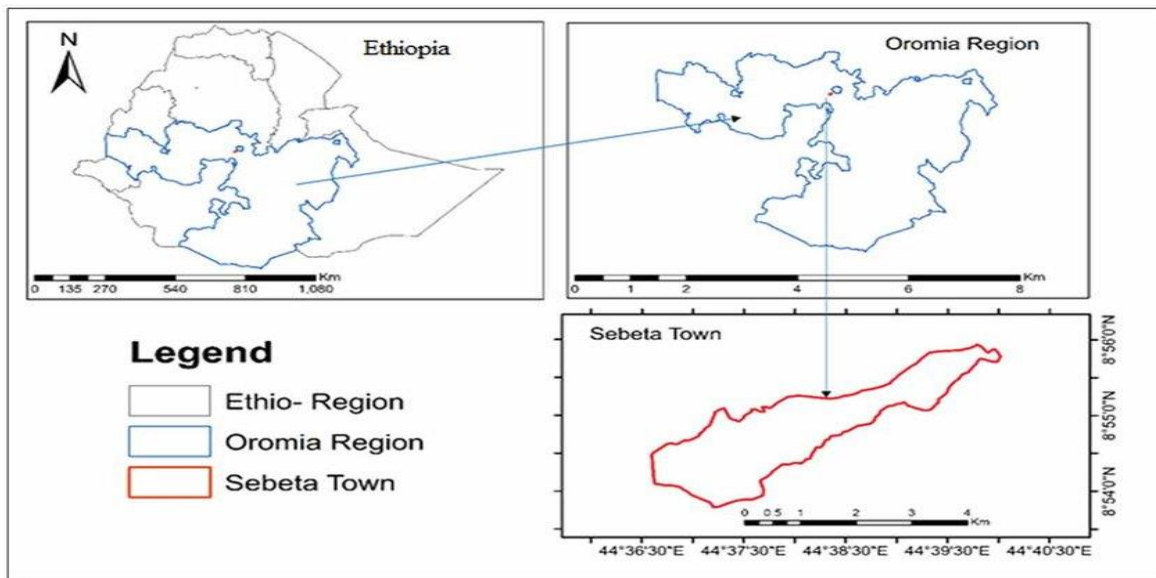 N
Ethiopia
Km
0 135 270 540 810 1,080
Oromia Region
Km
0 1 2 4 6 8
Legend
Ethio- Region
Oromia Region
Sebeta Town
Sebeta Town
8°56'0"N
8°55'0"N
8°54'0"N
0 0.5 1 2 3 4
Km
44°36'30"E 44°37'30"E 44°38'30"E 44°39'30"E 44°40'30"E